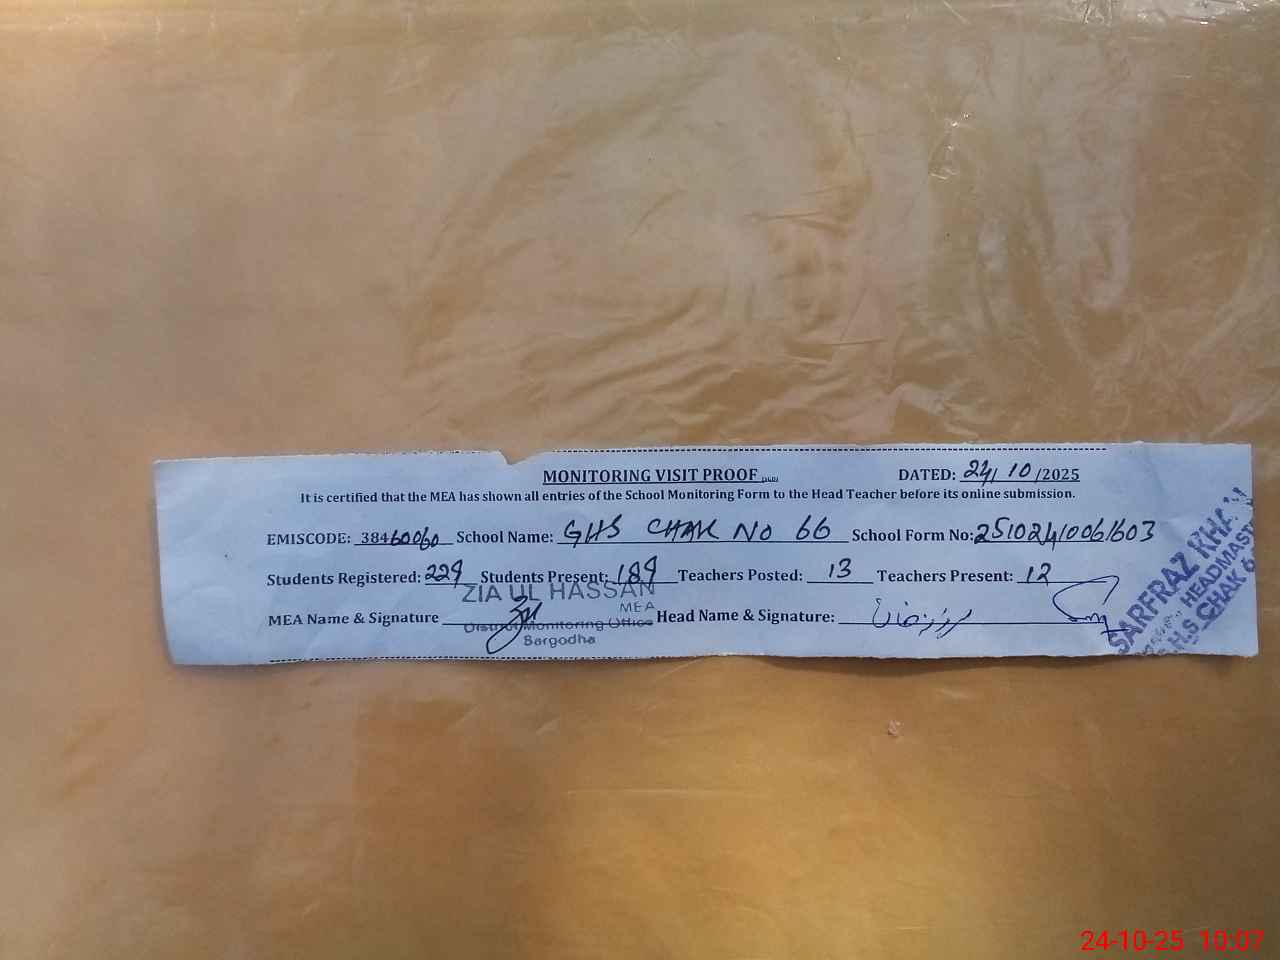 MONITORING VISIT PROOF DATED: 24/ 10 /2025
It is certified that the MEA has shown all entries of the School Monitoring Form to the Head Teacher before its online submission.
EMISCODE: 38460060 School Name: GHS CHAK NO 66 School Form No: 25102410061603
Students Registered: 229 Students Present: 189 Teachers Posted: 13 Teachers Present: 12
ZIA UL HASSAN
MEA
MEA Name & Signature Head Name & Signature: سرفراز خان
District Monitoring Office
Sargodha
SARFRAZ KHAN
HEADMAST
CHAK 6
24-10-25 10:07